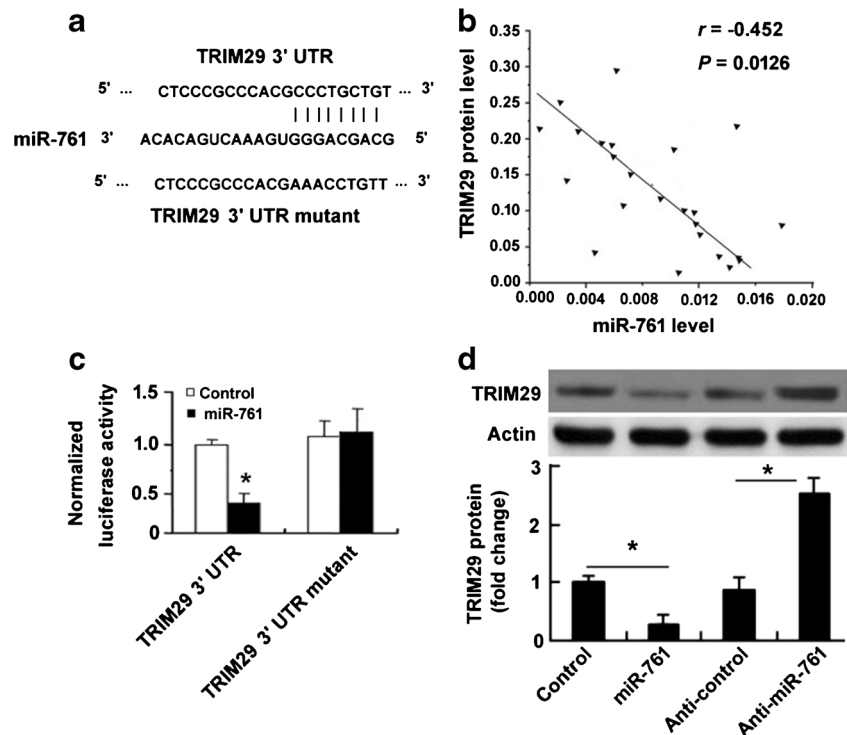 a
TRIM29 3' UTR
5' ... CTCCCGCCCACGCCCTGCTGT ... 3'
miR-761 3' ACACAGUCAAAGUGGGACGACG 5'
5' ... CTCCCGCCCACGAAACCTGTT ... 3'
TRIM29 3' UTR mutant
b
r = -0.452
P = 0.0126
TRIM29 protein level
0.35
0.30
0.25
0.20
0.15
0.10
0.05
0.00
0.000 0.004 0.008 0.012 0.016 0.020
miR-761 level
c
Normalized
luciferase activity
1.5
1.0
0.5
0
Control
miR-761
*
TRIM29 3' UTR
TRIM29 3' UTR mutant
d
TRIM29
Actin
TRIM29 protein
(fold change)
3
2
1
0
*
*
Control
miR-761
Anti-control
Anti-miR-761